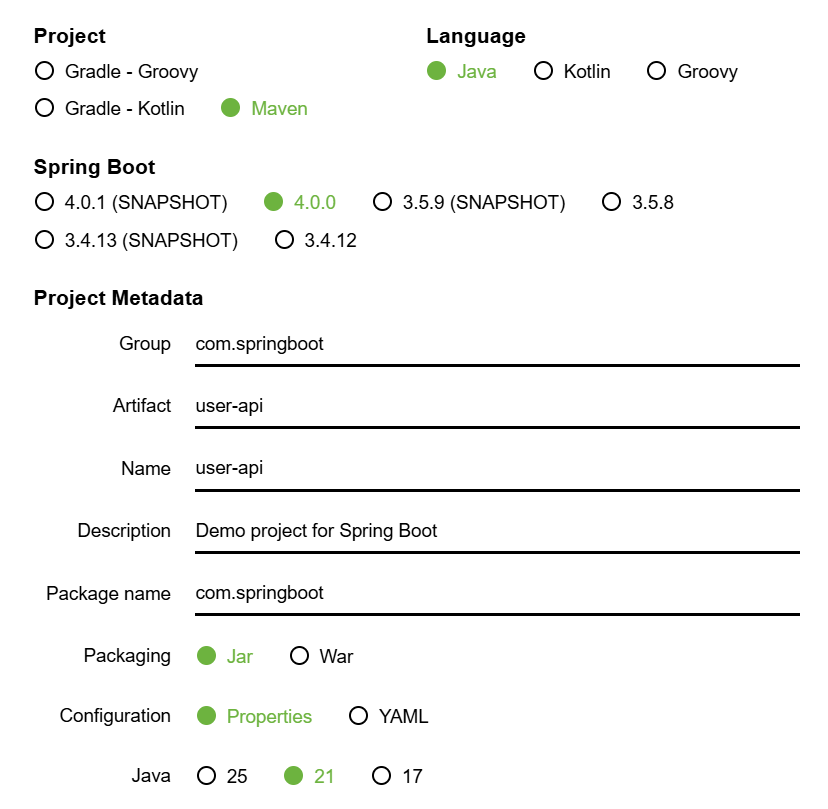 Project
Gradle - Groovy
Gradle - Kotlin Maven
Language
Java Kotlin Groovy
Spring Boot
4.0.1 (SNAPSHOT) 4.0.0 3.5.9 (SNAPSHOT) 3.5.8
3.4.13 (SNAPSHOT) 3.4.12
Project Metadata
Group com.springboot
Artifact user-api
Name user-api
Description Demo project for Spring Boot
Package name com.springboot
Packaging Jar War
Configuration Properties YAML
Java 25 21 17